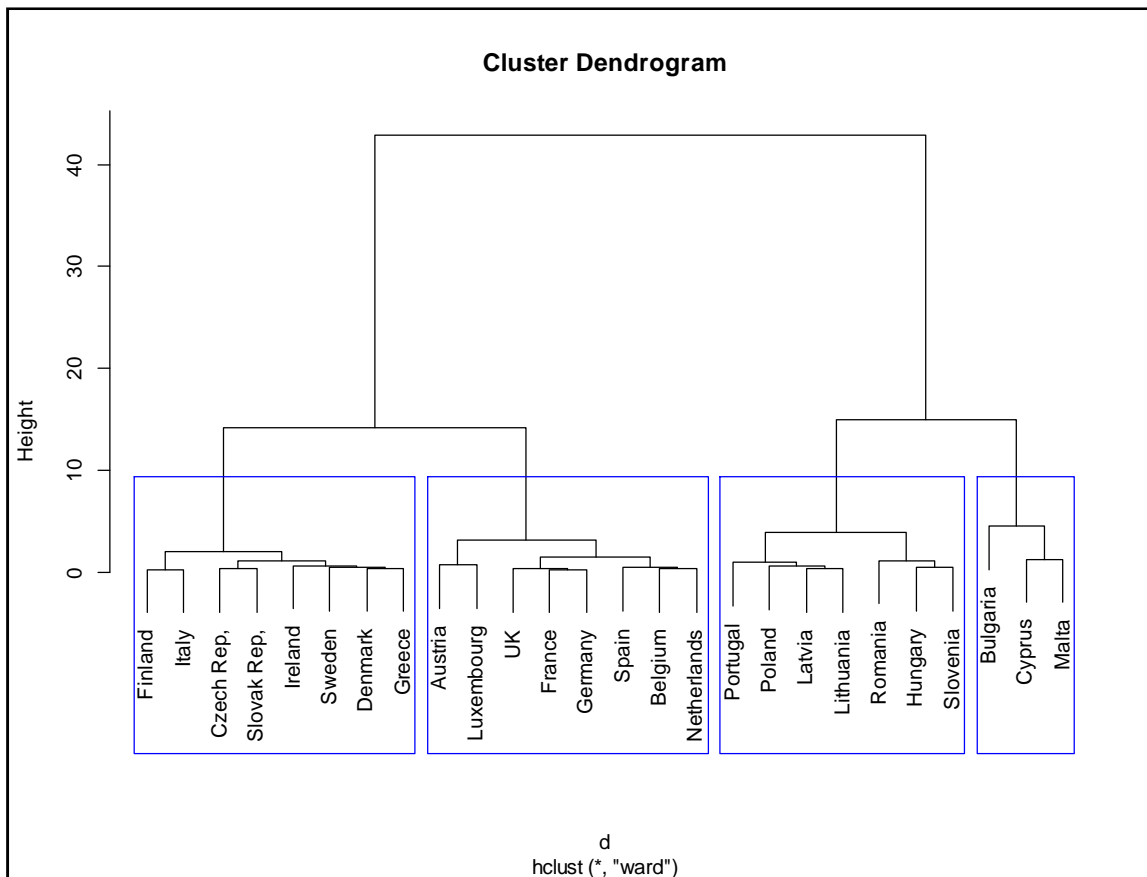 Cluster Dendrogram
Height
40
30
20
10
0
Finland
Italy
Czech Rep,
Slovak Rep,
Ireland
Sweden
Denmark
Greece
Austria
Luxembourg
UK
France
Germany
Spain
Belgium
Netherlands
Portugal
Poland
Latvia
Lithuania
Romania
Hungary
Slovenia
Bulgaria
Cyprus
Malta
d
hclust (*, "ward")